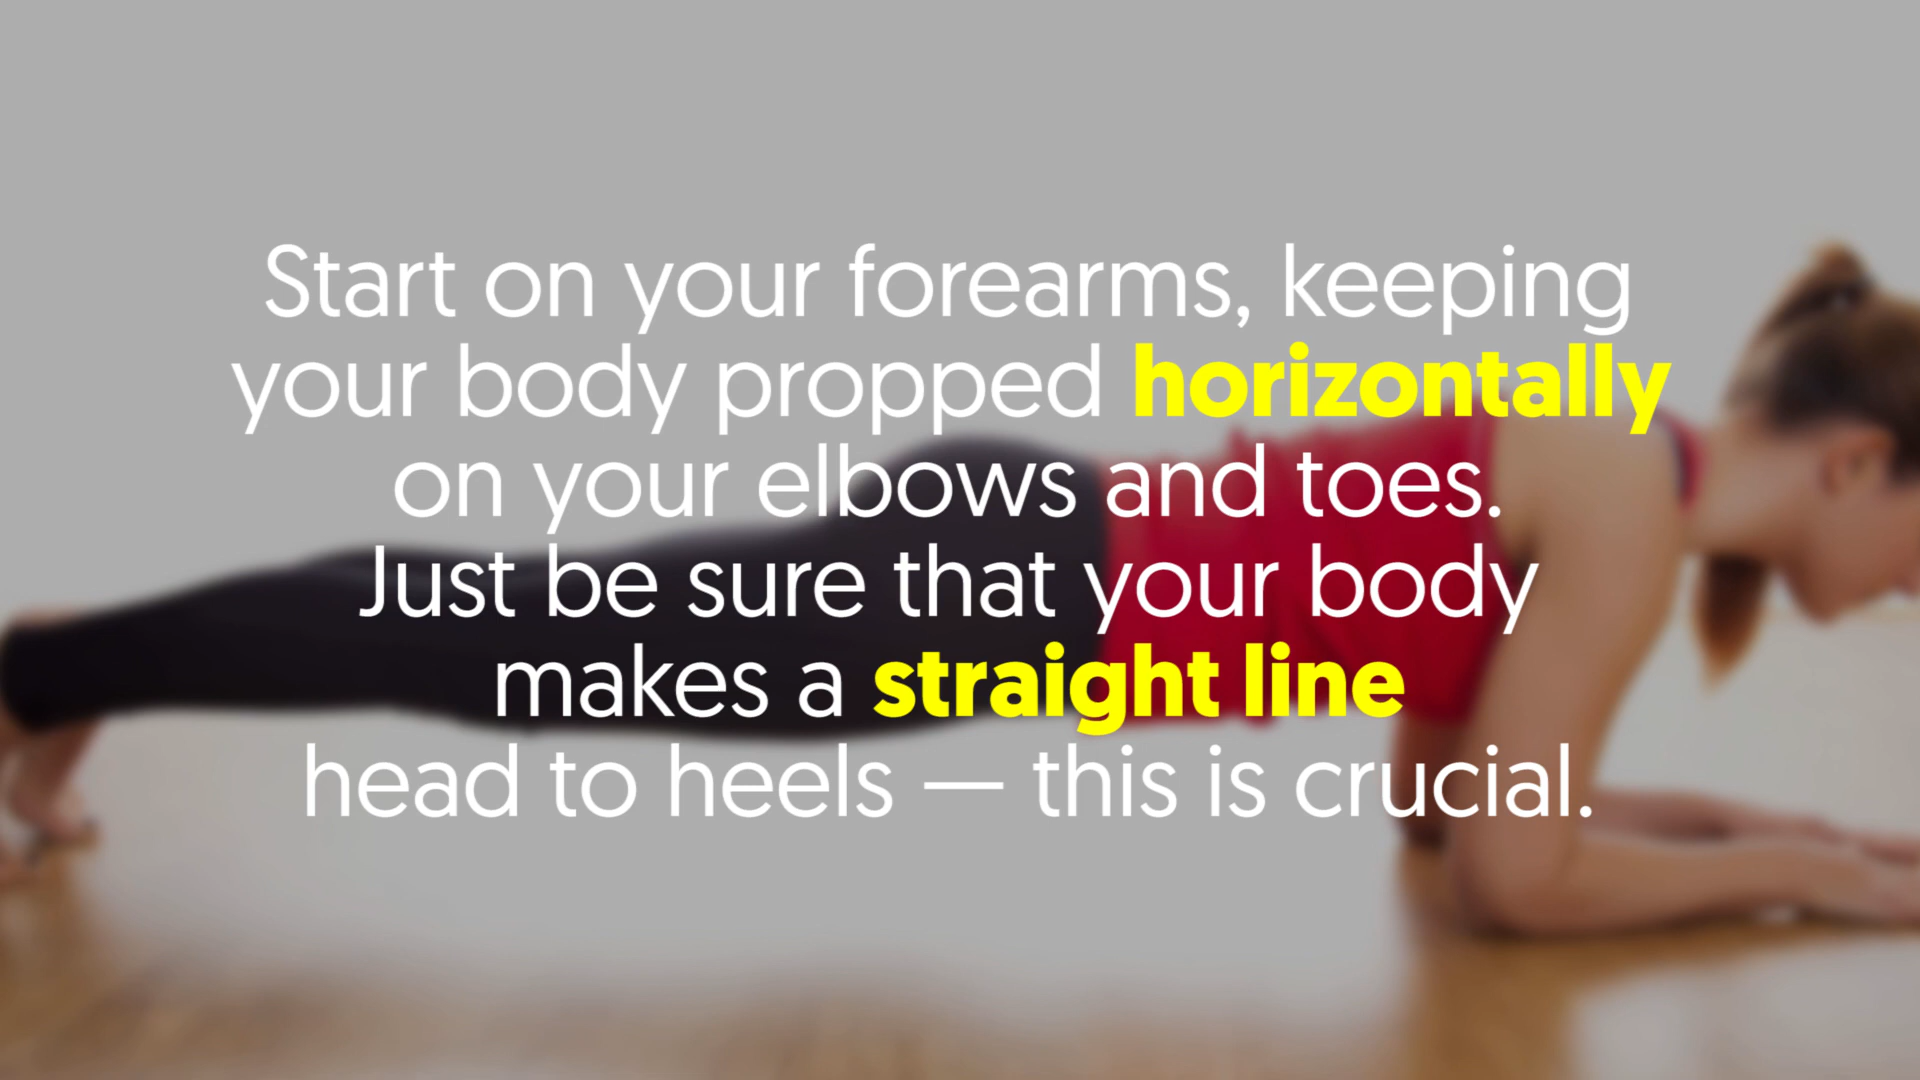 Start on your forearms, keeping
your body propped horizontally
on your elbows and toes.
Just be sure that your body
makes a straight line
head to heels — this is crucial.